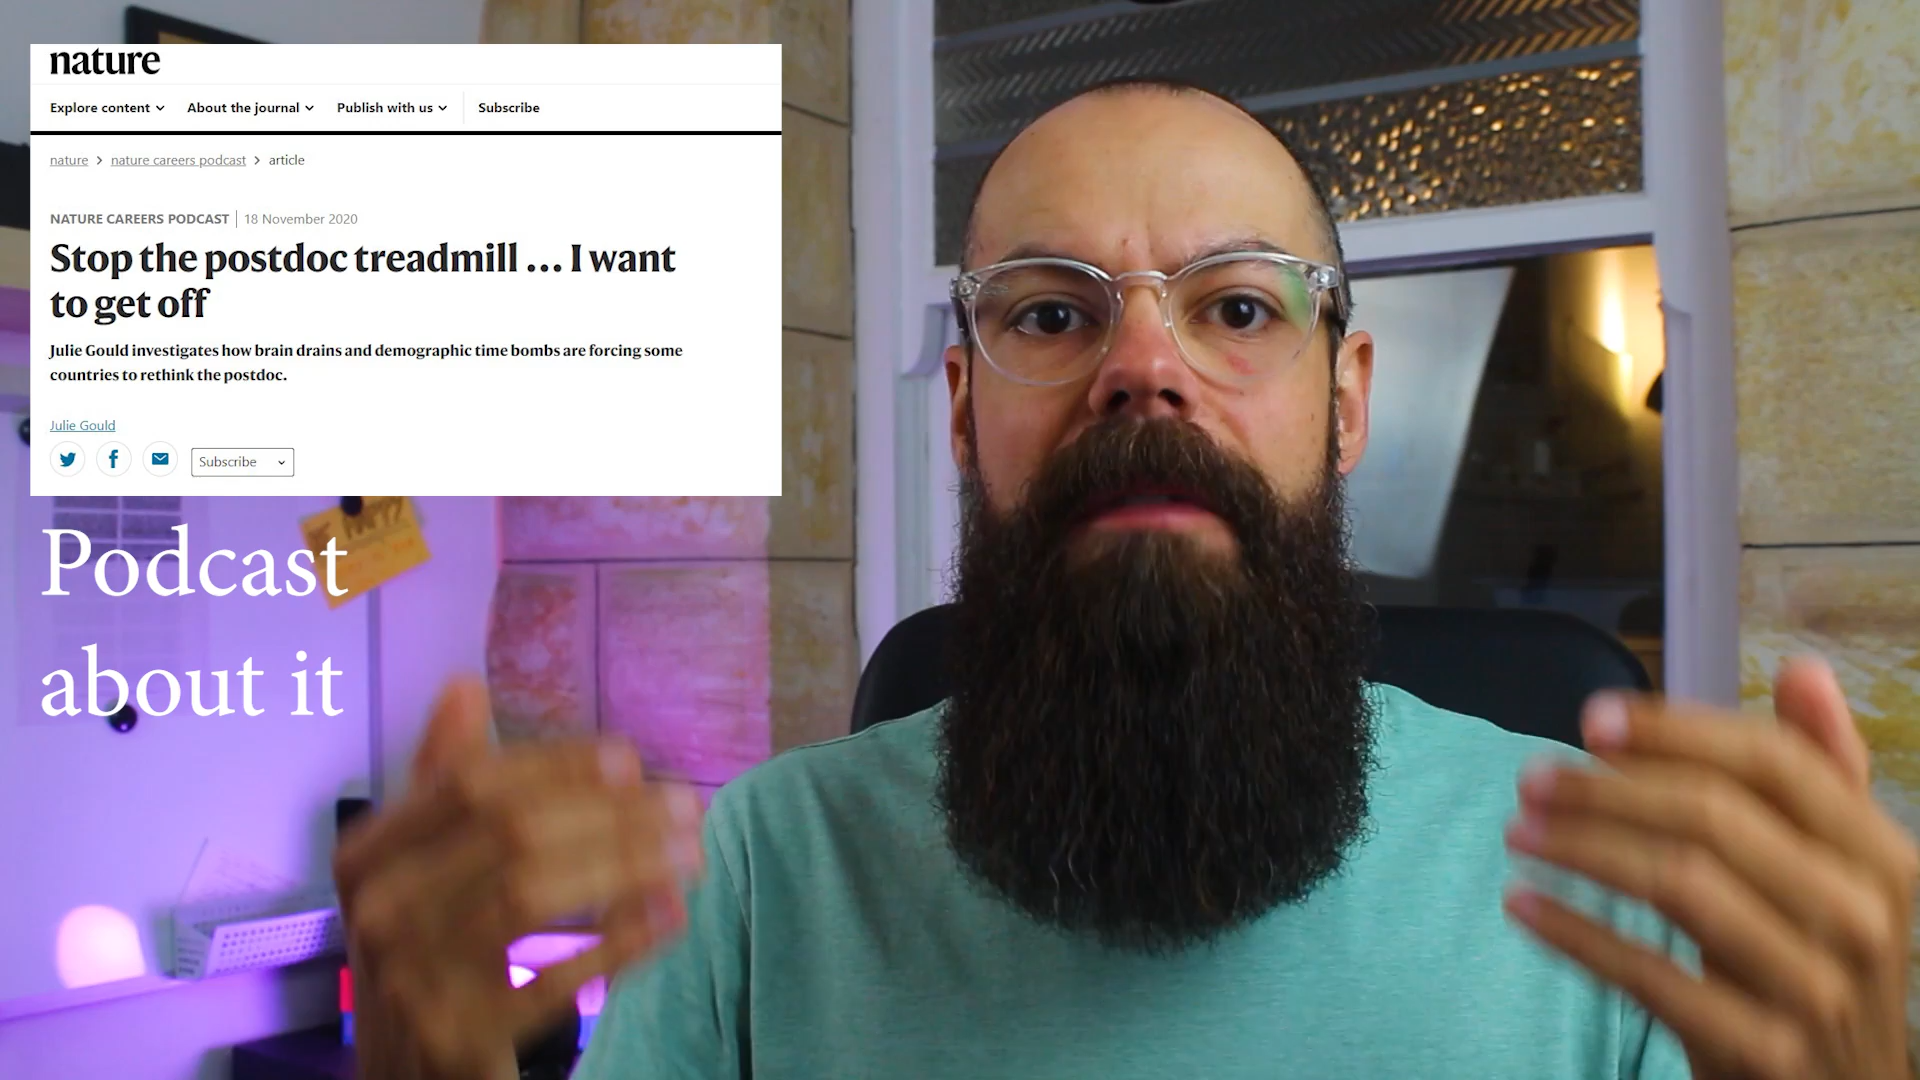 nature
Explore content About the journal Publish with us Subscribe
nature > nature careers podcast > article
NATURE CAREERS PODCAST | 18 November 2020
Stop the postdoc treadmill … I want
to get off
Julie Gould investigates how brain drains and demographic time bombs are forcing some
countries to rethink the postdoc.
Julie Gould
Subscribe
Podcast
about it